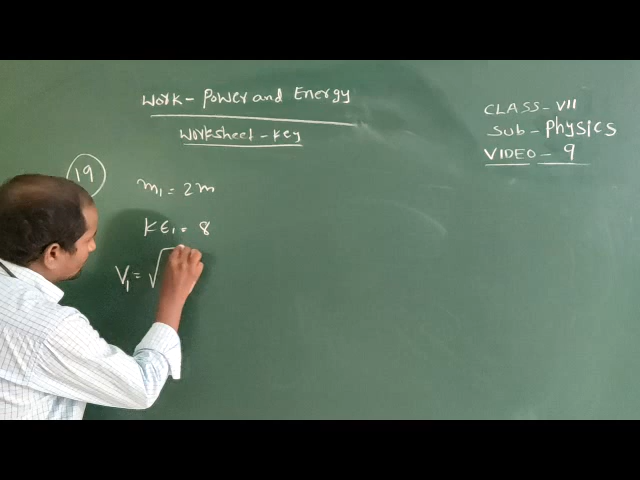 Work - Power and Energy
Worksheet - Key
CLASS - VII
Sub - Physics
VIDEO - 9
19
m₁ = 2m
KE₁ = 8
V₁ = √